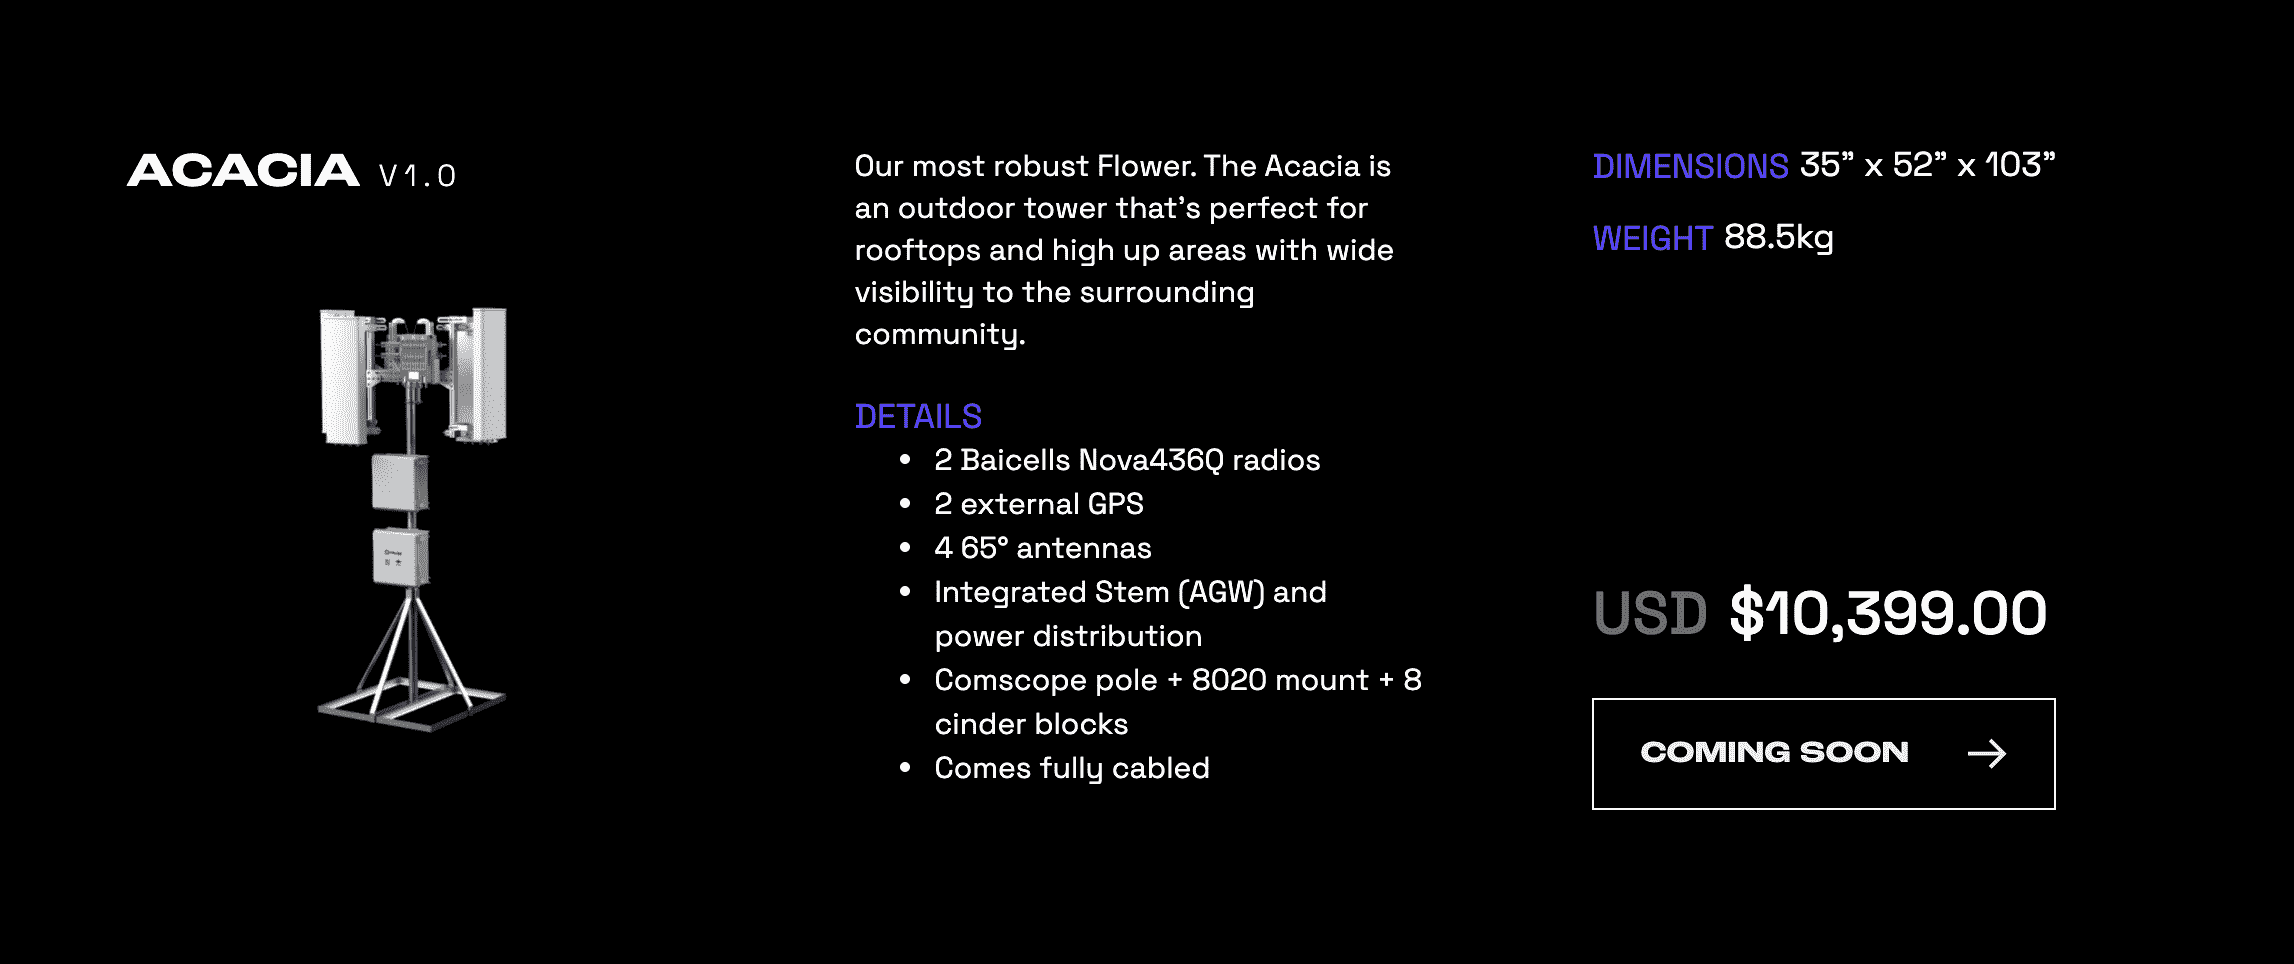 ACACIA V1.0
Our most robust Flower. The Acacia is
an outdoor tower that’s perfect for
rooftops and high up areas with wide
visibility to the surrounding
community.
DETAILS
• 2 Baicells Nova436Q radios
• 2 external GPS
• 4 65° antennas
• Integrated Stem (AGW) and
power distribution
• Comscope pole + 8020 mount + 8
cinder blocks
• Comes fully cabled
DIMENSIONS 35” x 52” x 103”
WEIGHT 88.5kg
USD $10,399.00
COMING SOON →